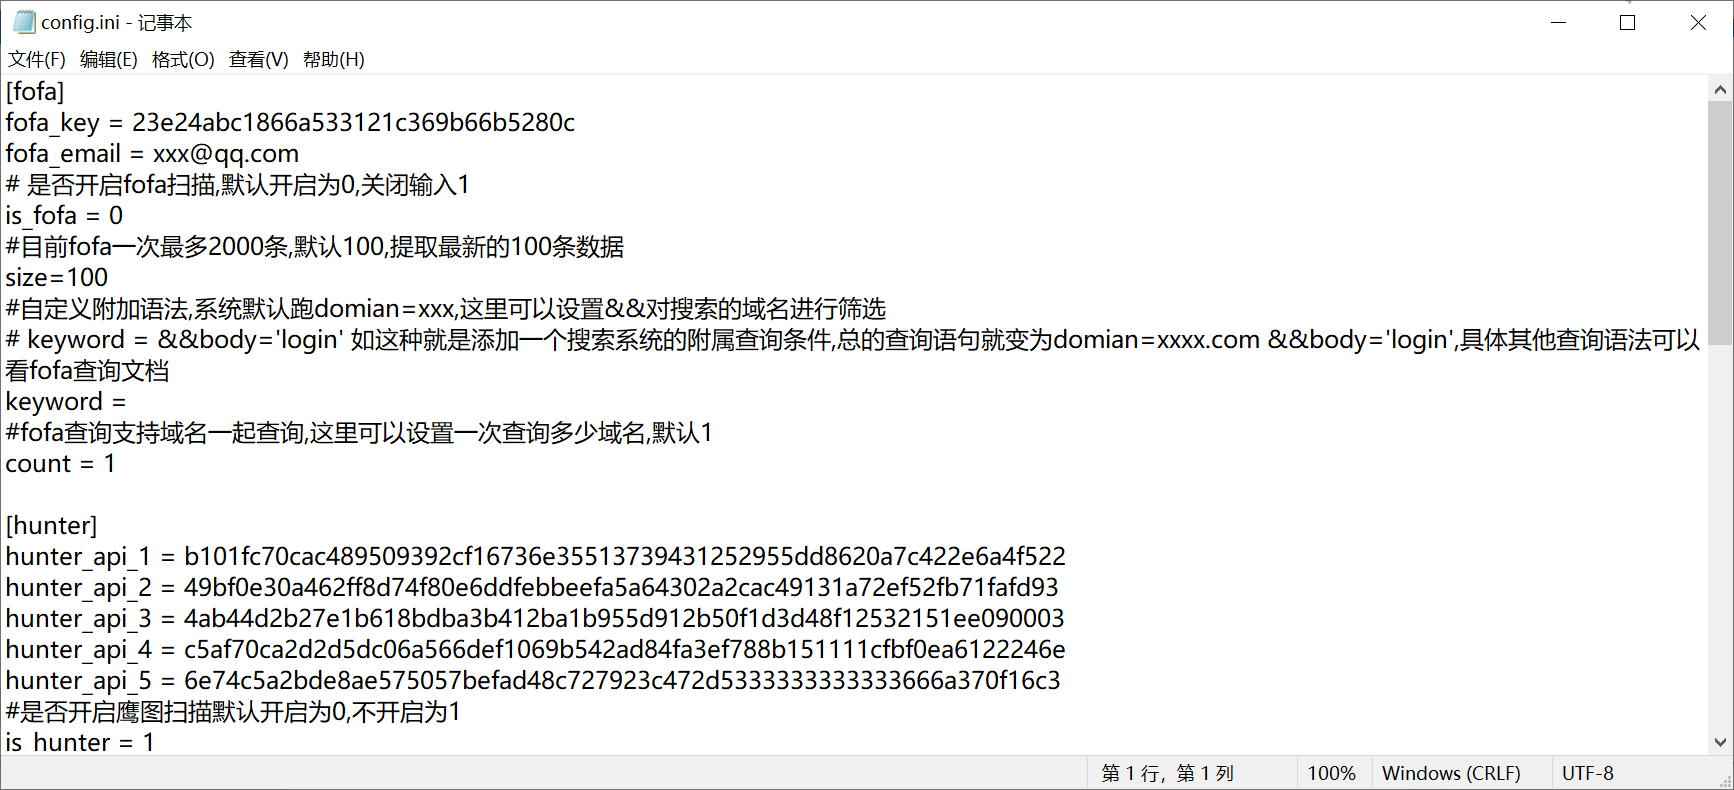 config.ini - 记事本
文件(F) 编辑(E) 格式(O) 查看(V) 帮助(H)
[fofa]
fofa_key = 23e24abc1866a533121c369b66b5280c
fofa_email = xxx@qq.com
# 是否开启fofa扫描,默认开启为0,关闭输入1
is_fofa = 0
#目前fofa一次最多2000条,默认100,提取最新的100条数据
size=100
#自定义附加语法,系统默认跑domian=xxx,这里可以设置&&对搜索的域名进行筛选
# keyword = &&body='login' 如这种就是添加一个搜索系统的附属查询条件,总的查询语句就变为domian=xxxx.com &&body='login',具体其他查询语法可以
看fofa查询文档
keyword =
#fofa查询支持域名一起查询,这里可以设置一次查询多少域名,默认1
count = 1
[hunter]
hunter_api_1 = b101fc70cac489509392cf16736e35513739431252955dd8620a7c422e6a4f522
hunter_api_2 = 49bf0e30a462ff8d74f80e6ddfebbeefa5a64302a2cac49131a72ef52fb71fafd93
hunter_api_3 = 4ab44d2b27e1b618bdba3b412ba1b955d912b50f1d3d48f12532151ee090003
hunter_api_4 = c5af70ca2d2d5dc06a566def1069b542ad84fa3ef788b151111cfbf0ea6122246e
hunter_api_5 = 6e74c5a2bde8ae575057befad48c727923c472d5333333333333666a370f16c3
#是否开启鹰图扫描默认开启为0,不开启为1
is_hunter = 1
第 1 行，第 1 列 100% Windows (CRLF) UTF-8